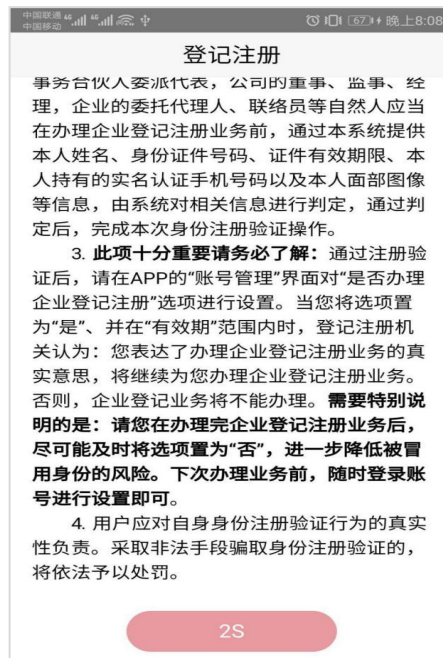 中国联通
中国移动
46
46
67
晚上8:08
登记注册
事务合伙人委派代表，公司的董事、监事、经
理，企业的委托代理人、联络员等自然人应当
在办理企业登记注册业务前，通过本系统提供
本人姓名、身份证件号码、证件有效期限、本
人持有的实名认证手机号码以及本人面部图像
等信息，由系统对相关信息进行判定，通过判
定后，完成本次身份注册验证操作。
3. 此项十分重要请务必了解：通过注册验
证后，请在APP的“账号管理”界面对“是否办理
企业登记注册”选项进行设置。当您将选项置
为“是”、并在“有效期”范围内时，登记注册机
关认为：您表达了办理企业登记注册业务的真
实意思，将继续为您办理企业登记注册业务。
否则，企业登记业务将不能办理。需要特别说
明的是：请您在办理完企业登记注册业务后，
尽可能及时将选项置为“否”，进一步降低被冒
用身份的风险。下次办理业务前，随时登录账
号进行设置即可。
4. 用户应对自身身份注册验证行为的真实
性负责。采取非法手段骗取身份注册验证的，
将依法予以处罚。
2S